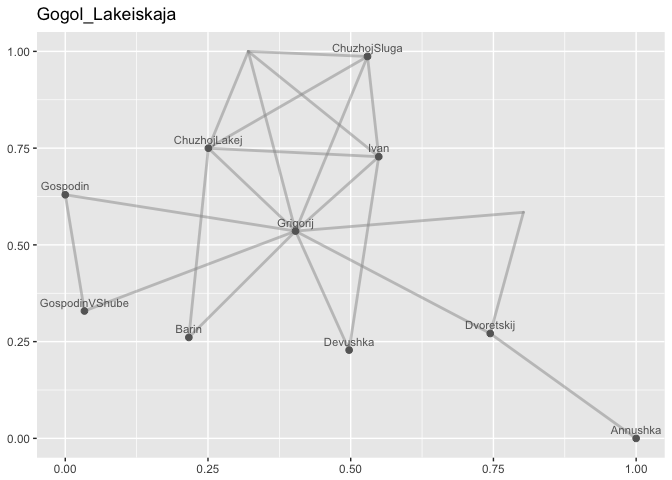 Gogol_Lakeiskaja
1.00
ChuzhojSluga
ChuzhojLakej
Ivan
0.75
Gospodin
Grigorij
0.50
GospodinVShube
Barin
Devushka
Dvoretskij
0.25
Annushka
0.00
0.00 0.25 0.50 0.75 1.00